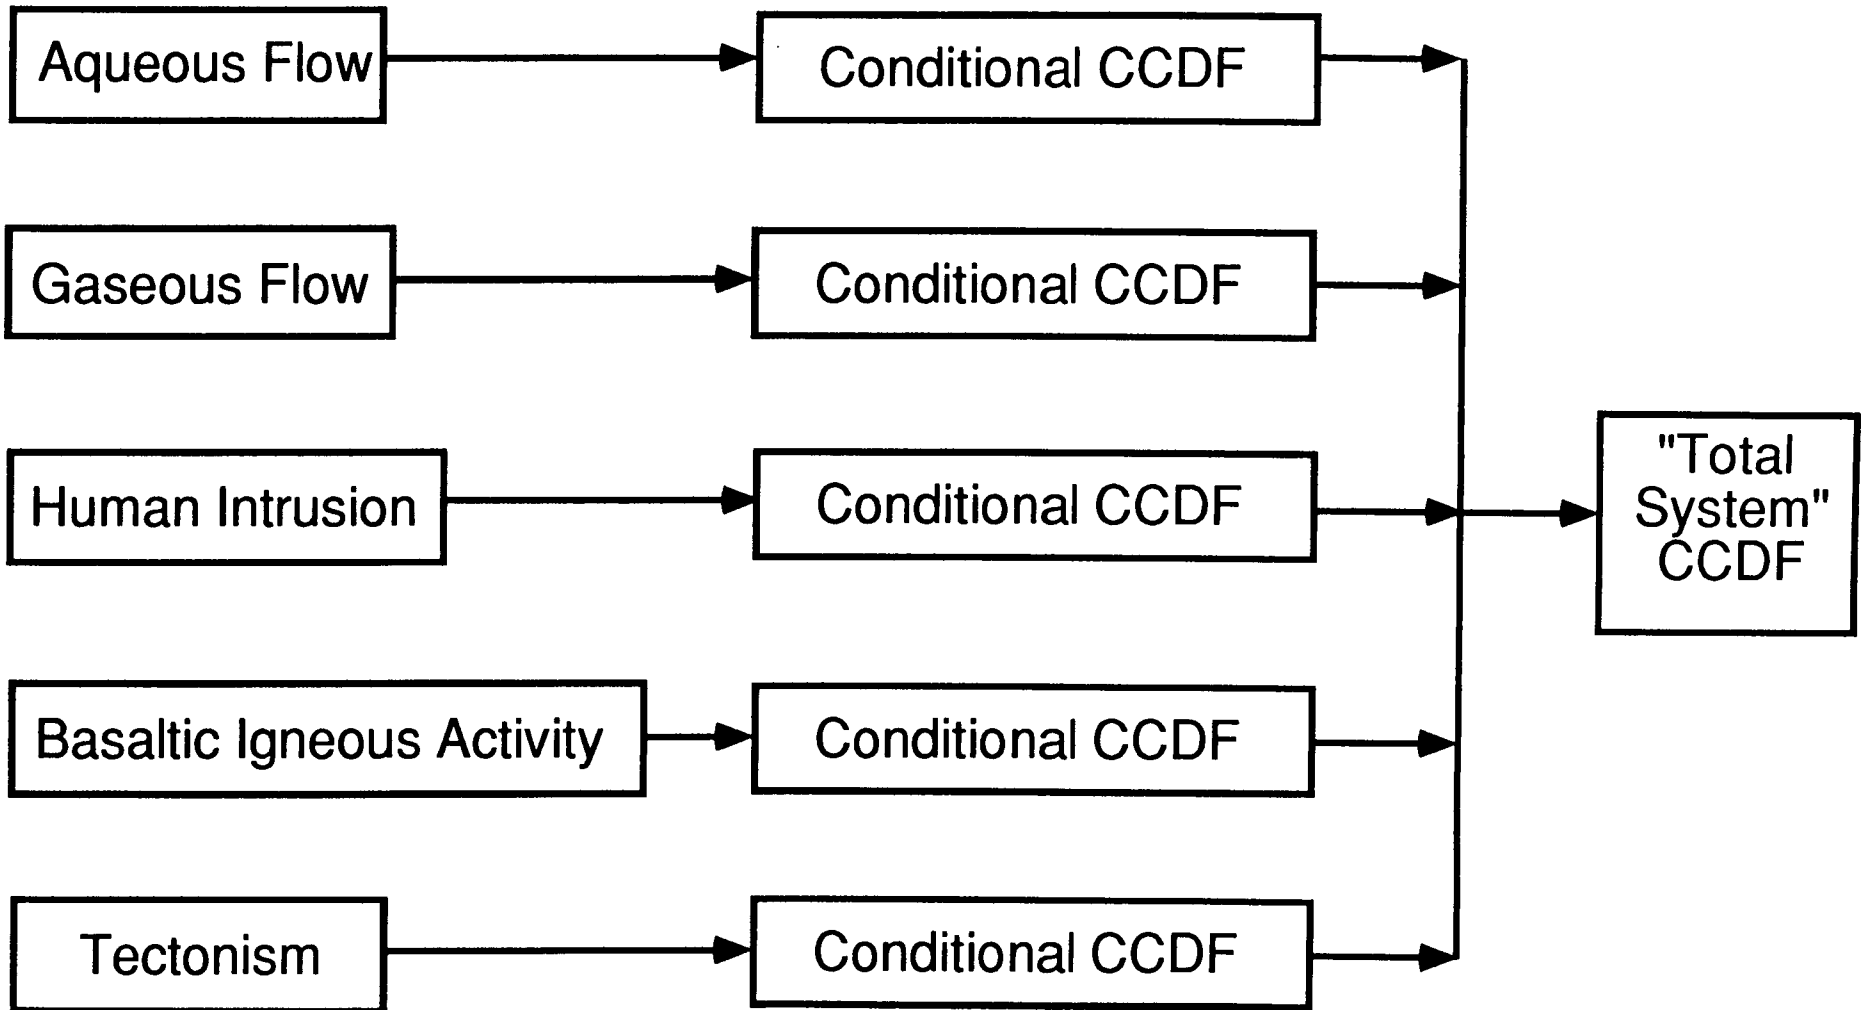 Aqueous Flow
Conditional CCDF
Gaseous Flow
Conditional CCDF
Human Intrusion
Conditional CCDF
"Total
System"
CCDF
Basaltic Igneous Activity
Conditional CCDF
Tectonism
Conditional CCDF